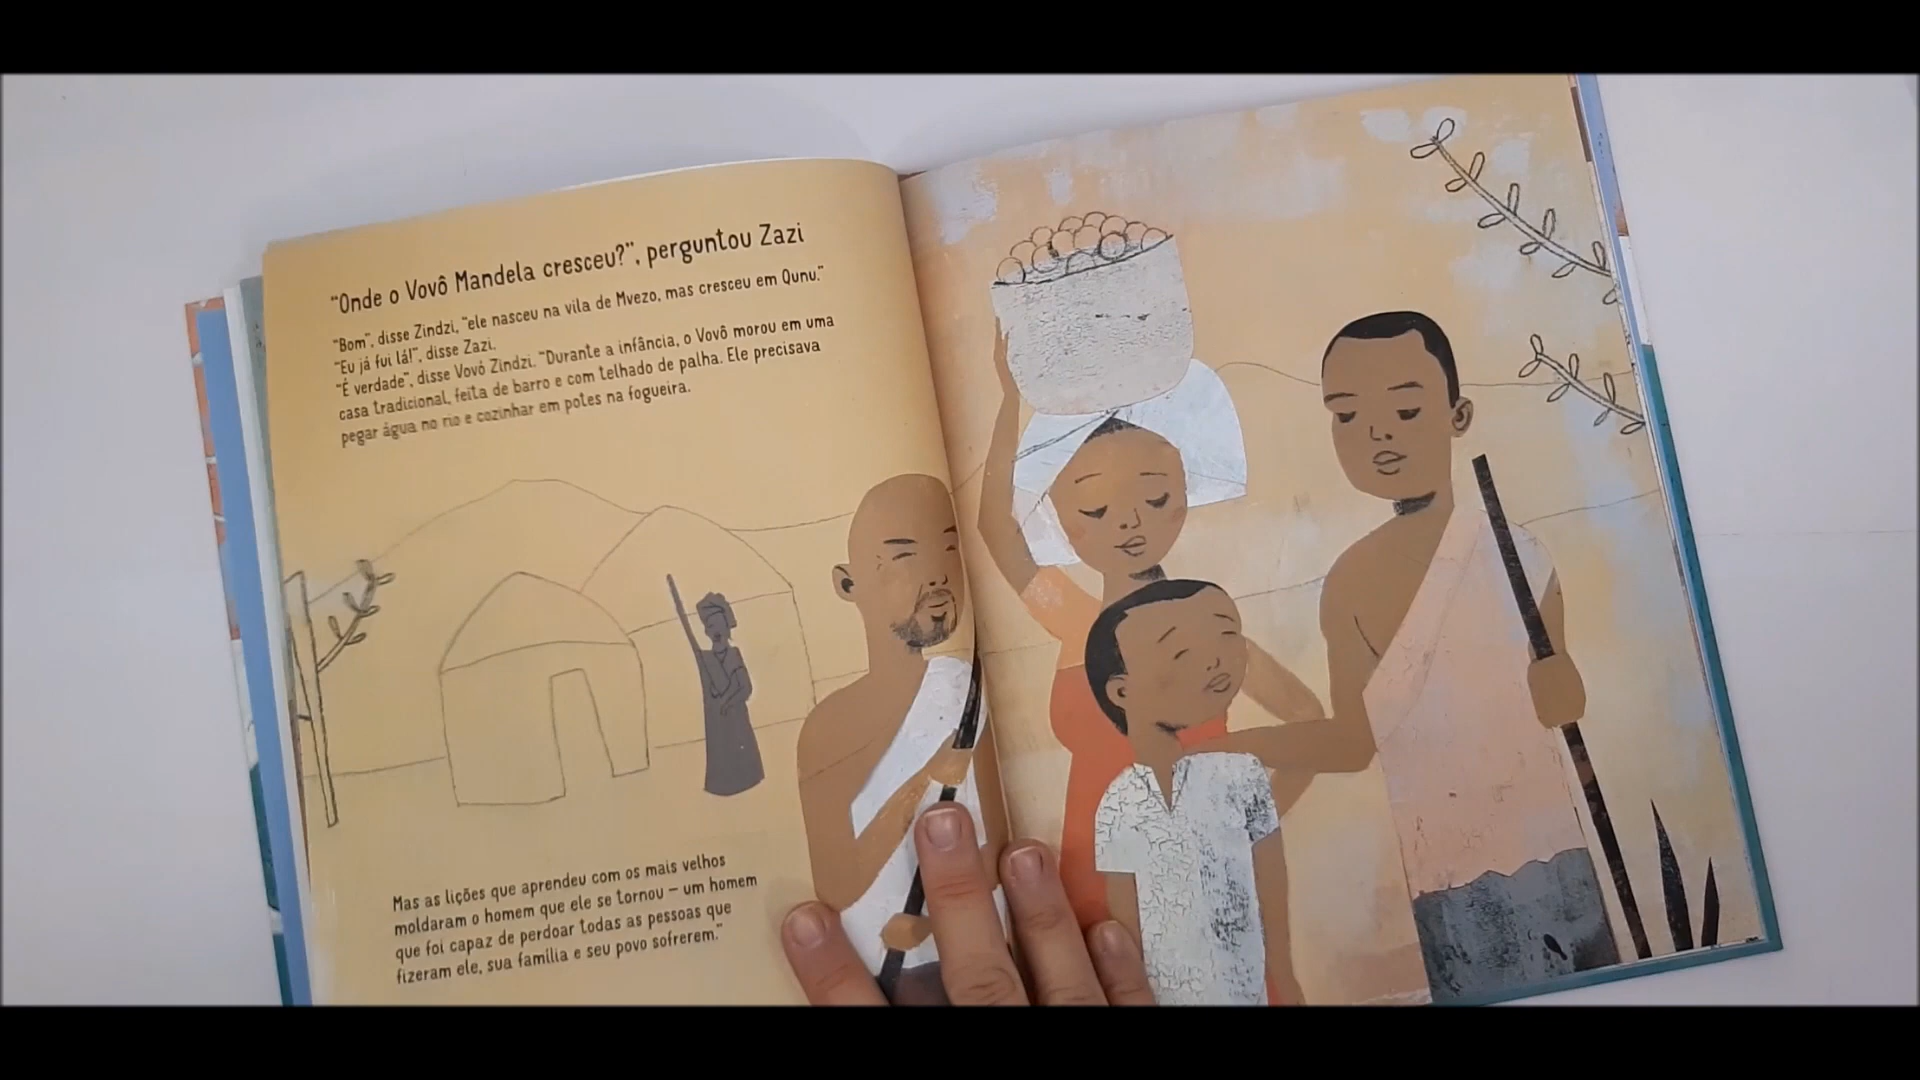 "Onde o Vovô Mandela cresceu?", perguntou Zazi
"Bom", disse Zindzi, "ele nasceu na vila de Mvezo, mas cresceu em Qunu."
"Eu já fui lá!", disse Zazi.
"É verdade", disse Vovó Zindzi. "Durante a infância, o Vovô morou em uma
casa tradicional, feita de barro e com telhado de palha. Ele precisava
pegar água no rio e cozinhar em potes na fogueira.
Mas as lições que aprendeu com os mais velhos
moldaram o homem que ele se tornou – um homem
que foi capaz de perdoar todas as pessoas que
fizeram ele, sua família e seu povo sofrerem."